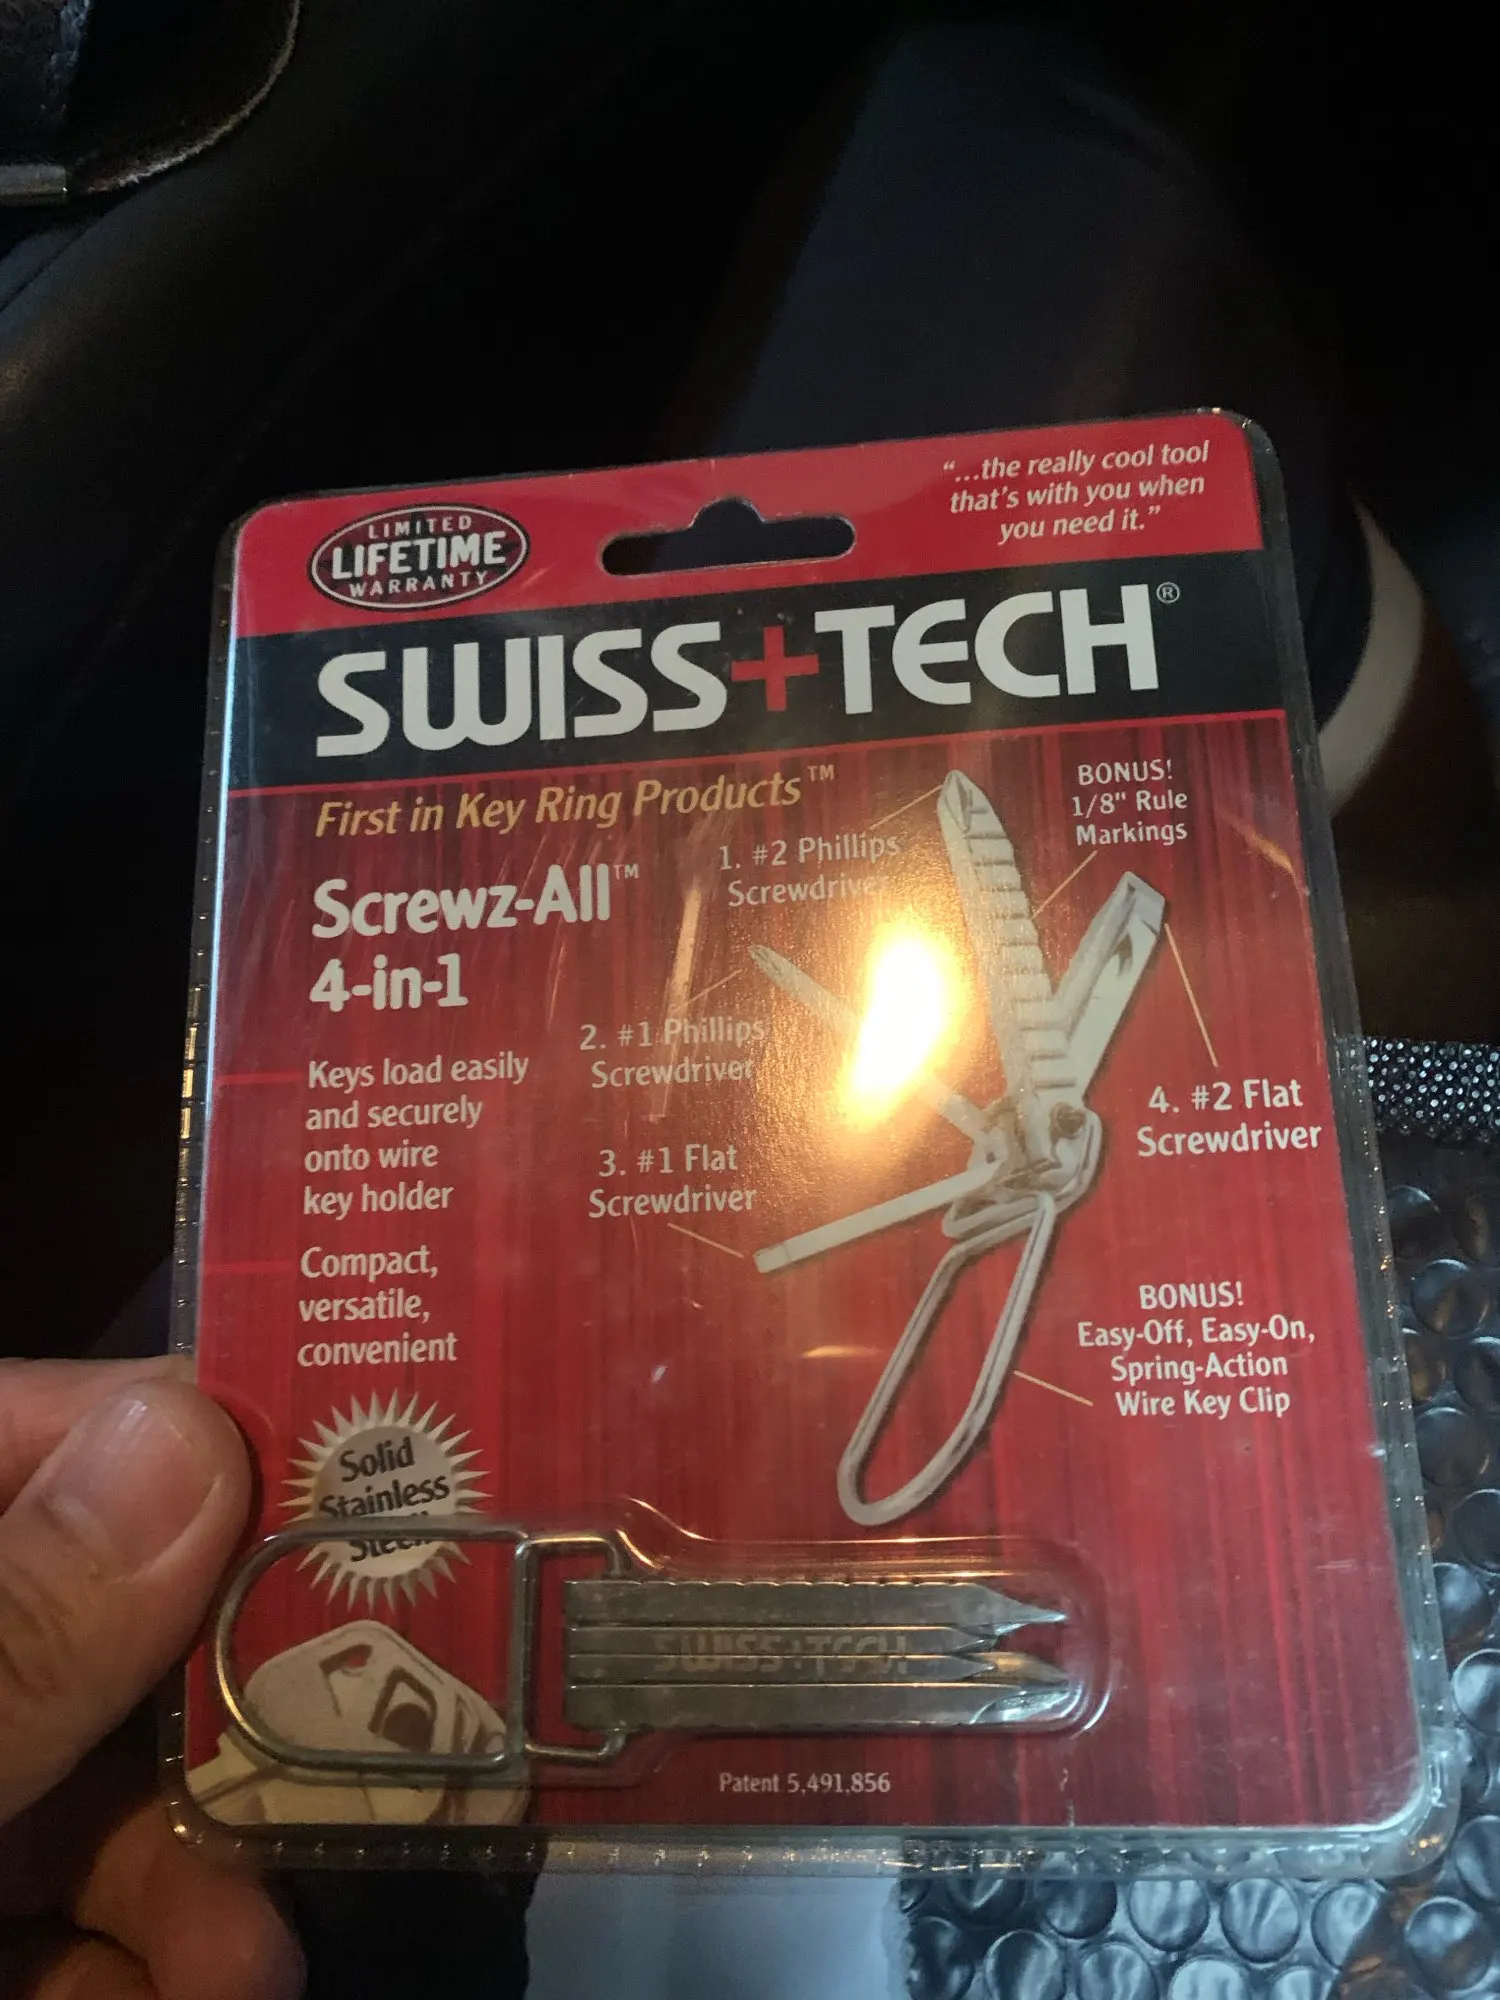 LIMITED
LIFETIME
WARRANTY
"...the really cool tool
that's with you when
you need it."
SWISS+TECH®
First in Key Ring Products™
Screwz-All™
4-in-1
Keys load easily
and securely
onto wire
key holder
Compact,
versatile,
convenient
1. #2 Phillips
Screwdriver
BONUS!
1/8" Rule
Markings
2. #1 Phillips
Screwdriver
3. #1 Flat
Screwdriver
4. #2 Flat
Screwdriver
BONUS!
Easy-Off, Easy-On,
Spring-Action
Wire Key Clip
Solid
Stainless
Steel
SWISS+TECH
Patent 5,491,856